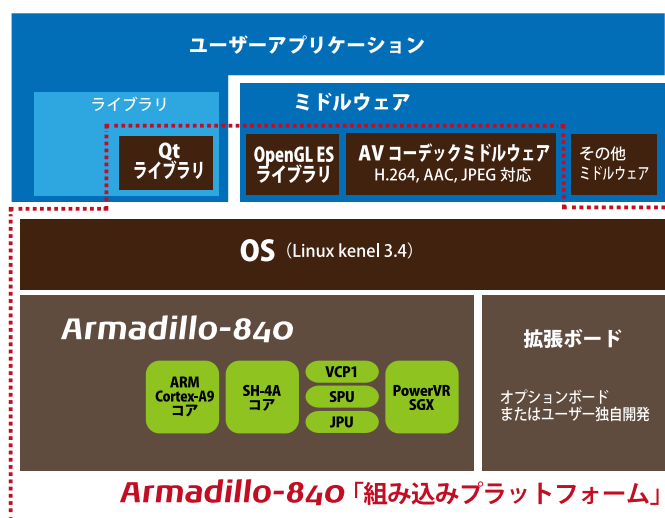 ユーザーアプリケーション
ライブラリ
ミドルウェア
Qt
ライブラリ
OpenGL ES
ライブラリ
AV コーデックミドルウェア
H.264, AAC, JPEG 対応
その他
ミドルウェア
OS（Linux kenel 3.4）
Armadillo-840
ARM
Cortex-A9
コア
SH-4A
コア
VCP1
SPU
JPU
PowerVR
SGX
拡張ボード
オプションボード
またはユーザー独自開発
Armadillo-840「組み込みプラットフォーム」